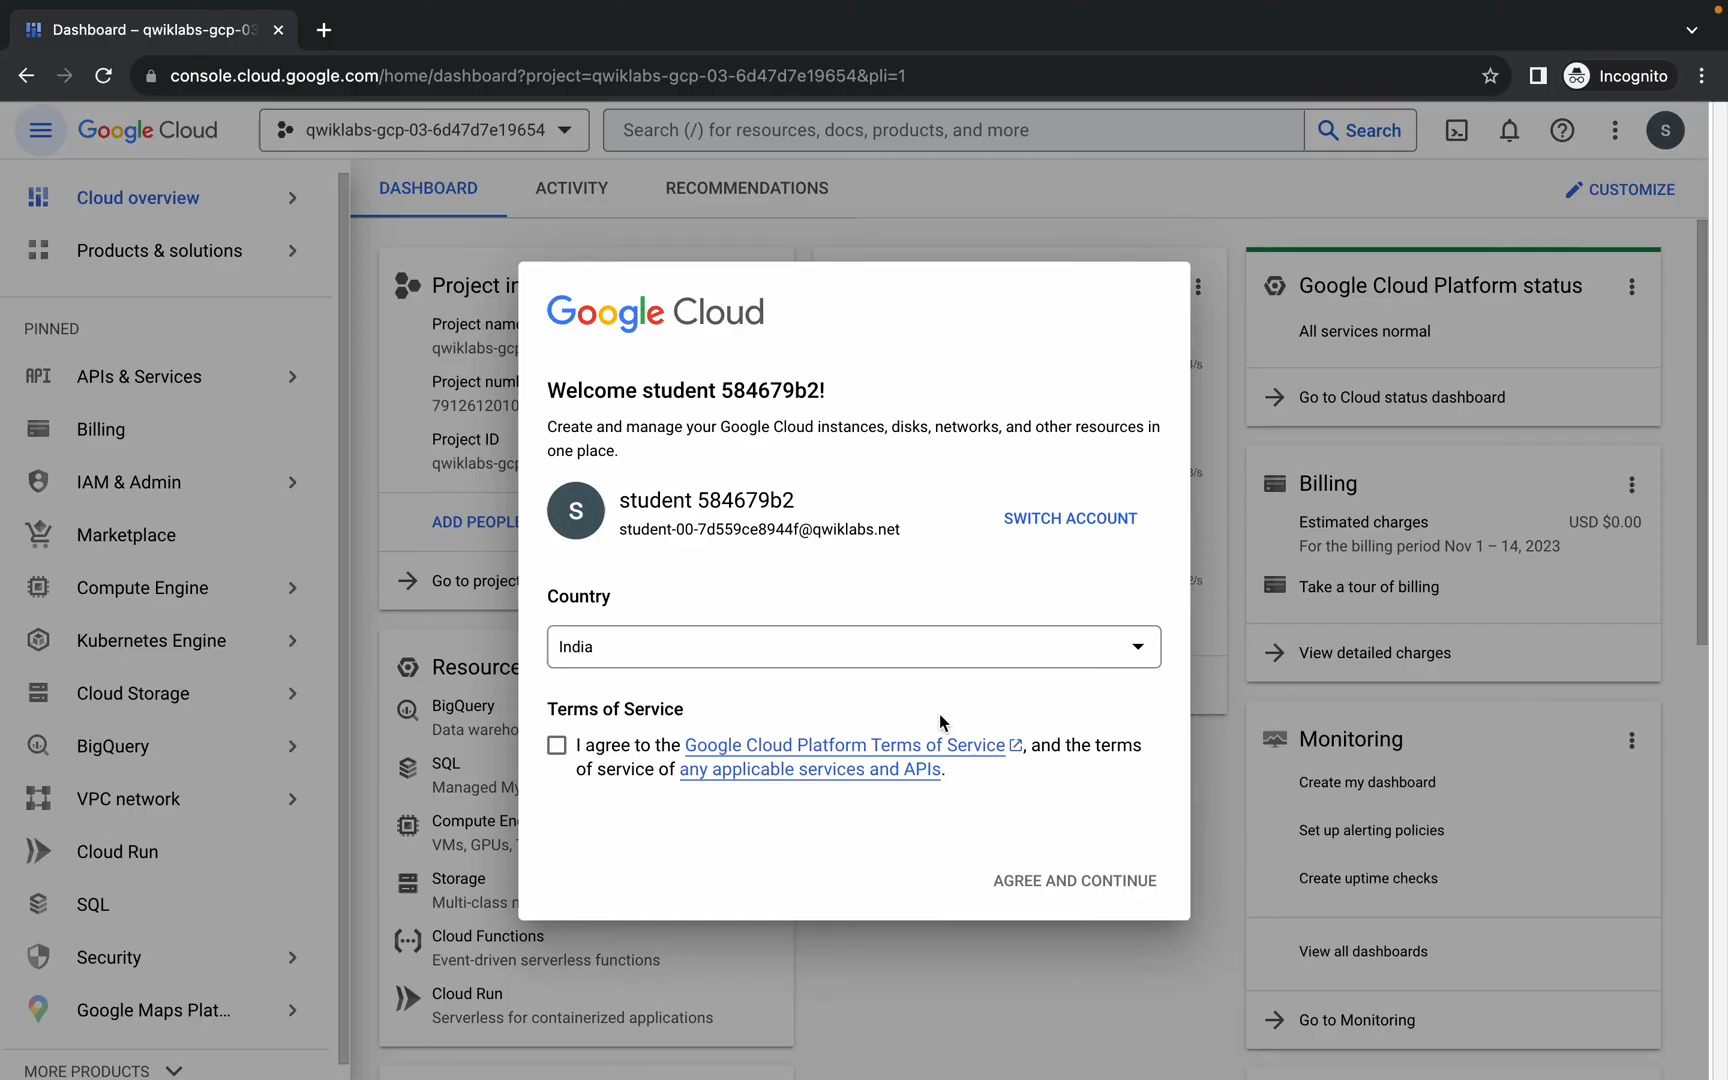 Dashboard – qwiklabs-gcp-03
console.cloud.google.com/home/dashboard?project=qwiklabs-gcp-03-6d47d7e19654&pli=1
Incognito
Google Cloud
qwiklabs-gcp-03-6d47d7e19654
Search (/) for resources, docs, products, and more
Search
S
Cloud overview
Products & solutions
PINNED
API APIs & Services
Billing
IAM & Admin
Marketplace
Compute Engine
Kubernetes Engine
Cloud Storage
BigQuery
VPC network
Cloud Run
SQL
Security
Google Maps Plat...
MORE PRODUCTS
DASHBOARD
ACTIVITY
RECOMMENDATIONS
CUSTOMIZE
Project
Project
qwiklabs-gcp
Project
7912612010
Project ID
qwiklabs-gcp
ADD PEOPLE
Go to project
Resource
BigQuery
Data
SQL
Managed
Compute
VMs, GPUs,
Storage
Multi-class
Cloud Functions
Event-driven serverless functions
Cloud Run
Serverless for containerized applications
Google Cloud
Welcome student 584679b2!
Create and manage your Google Cloud instances, disks, networks, and other resources in
one place.
S
student 584679b2
student-00-7d559ce8944f@qwiklabs.net
SWITCH ACCOUNT
Country
India
Terms of Service
I agree to the Google Cloud Platform Terms of Service, and the terms
of service of any applicable services and APIs.
AGREE AND CONTINUE
Google Cloud Platform status
All services normal
Go to Cloud status dashboard
Billing
Estimated charges USD $0.00
For the billing period Nov 1 – 14, 2023
Take a tour of billing
View detailed charges
Monitoring
Create my dashboard
Set up alerting policies
Create uptime checks
View all dashboards
Go to Monitoring